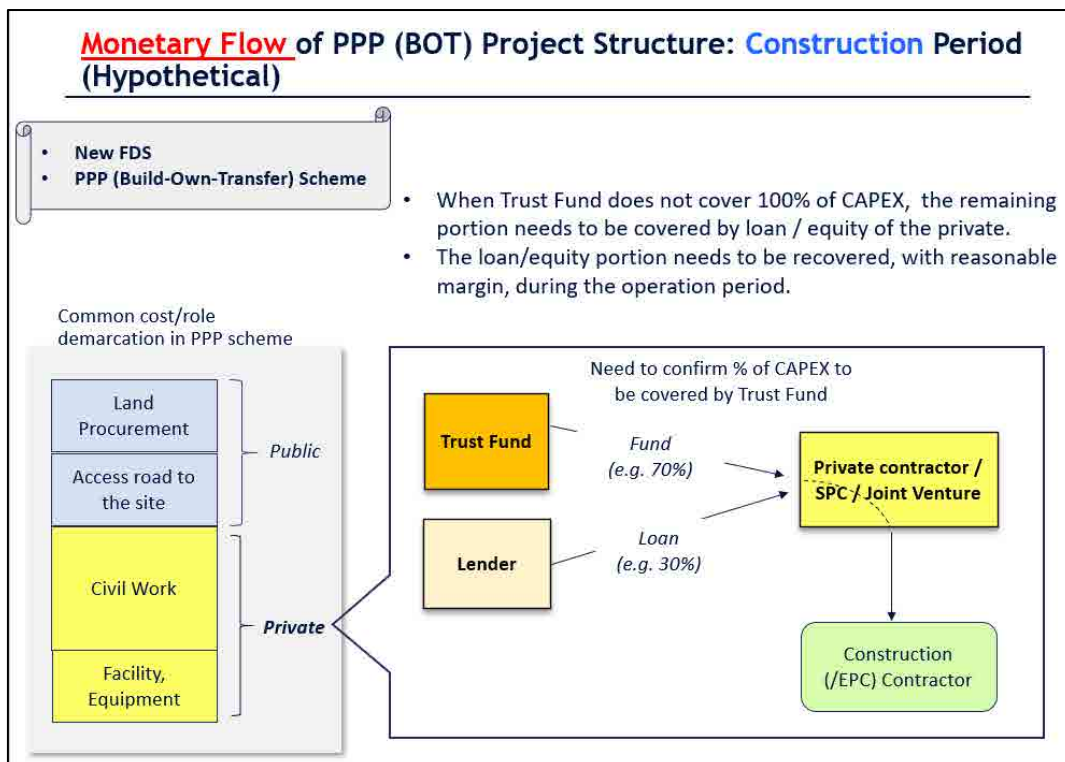 Monetary Flow of PPP (BOT) Project Structure: Construction Period
(Hypothetical)
• New FDS
• PPP (Build-Own-Transfer) Scheme
• When Trust Fund does not cover 100% of CAPEX, the remaining
portion needs to be covered by loan / equity of the private.
• The loan/equity portion needs to be recovered, with reasonable
margin, during the operation period.
Common cost/role
demarcation in PPP scheme
Land
Procurement
Access road to
the site
Public
Civil Work
Facility,
Equipment
Private
Need to confirm % of CAPEX to
be covered by Trust Fund
Trust Fund
Fund
(e.g. 70%)
Lender
Loan
(e.g. 30%)
Private contractor /
SPC / Joint Venture
Construction
(/EPC) Contractor